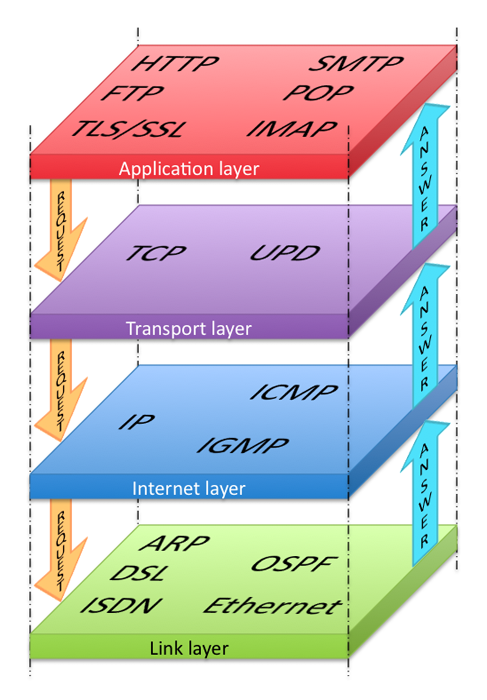 HTTP SMTP
FTP POP
TLS/SSL IMAP
Application layer
REQUEST
ANSWER
TCP UPD
Transport layer
REQUEST
ANSWER
ICMP
IP
IGMP
Internet layer
REQUEST
ANSWER
ARP
OSPF
DSL
ISDN Ethernet
Link layer